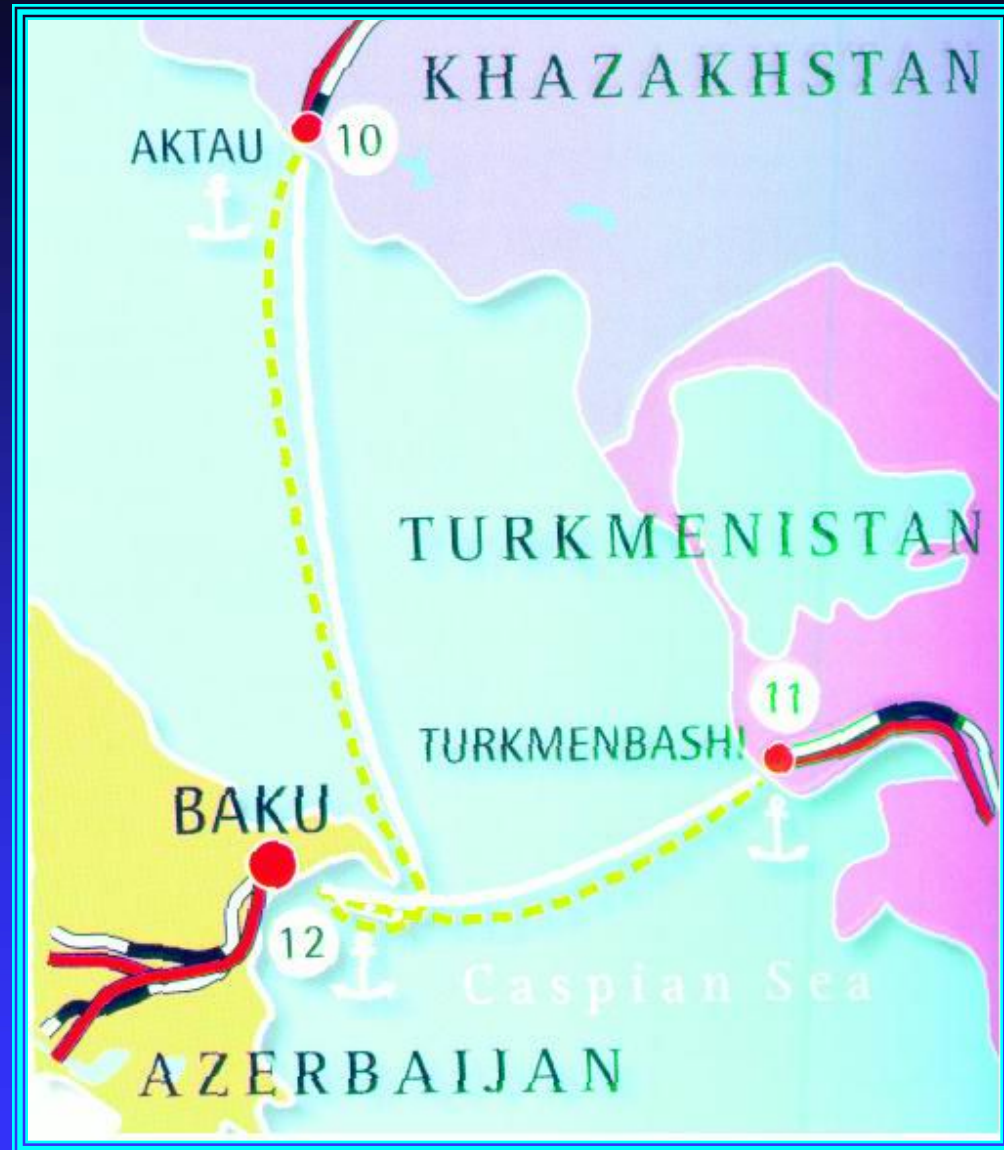 KHAZAKHSTAN
AKTAU
10
TURKMENISTAN
11
TURKMENBASHI
BAKU
12
Caspian Sea
AZERBAIJAN